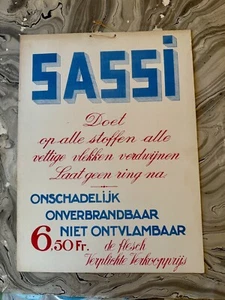 SASSi
Doet
op alle stoffen alle
vettige vlekken verdwijnen
Laat geen ring na
ONSCHADELIJK
ONVERBRANDBAAR
NIET ONTVLAMBAAR
6.50 Fr. de flesch
Verplichte Verkoopprijs